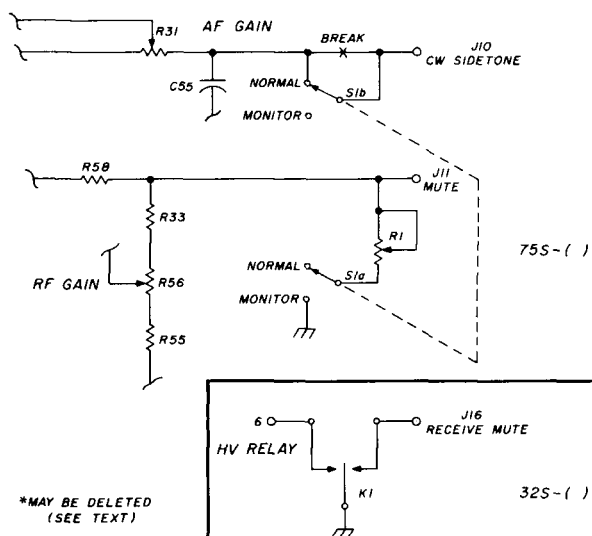 R31
AF GAIN
BREAK
J10
CW SIDETONE
C55
NORMAL
S1b
MONITOR
R58
J11
MUTE
R33
R1
75S-( )
NORMAL
RF GAIN
R56
S1a
MONITOR
R55
6
J16
RECEIVE MUTE
HV RELAY
K1
32S-( )
*MAY BE DELETED
(SEE TEXT)